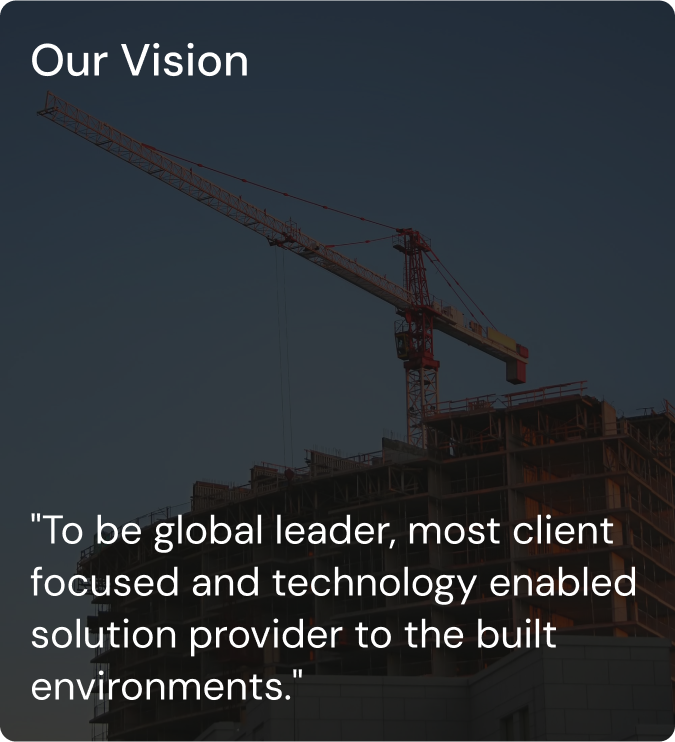 Our Vision
"To be global leader, most client
focused and technology enabled
solution provider to the built
environments."